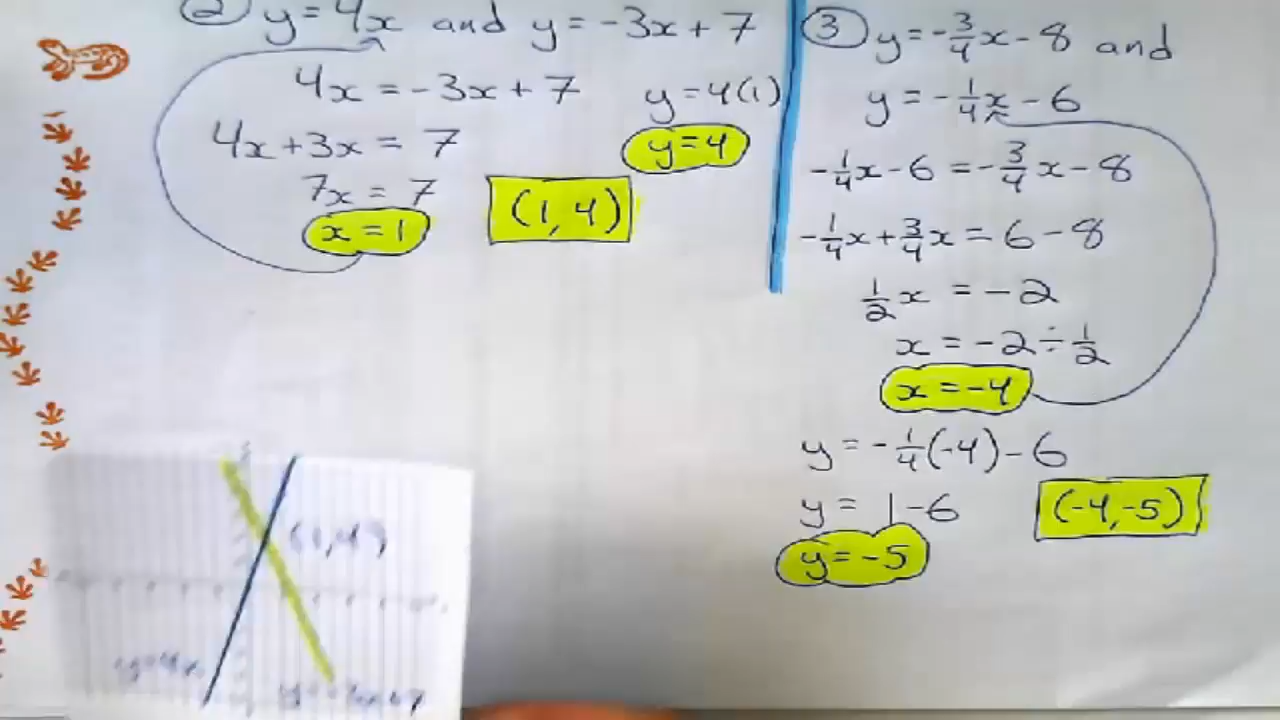 ② y=4x and y=-3x+7
4x=-3x+7
4x+3x=7
7x=7
x=1
y=4(1)
y=4
(1,4)
③ y=-3/4x-8 and
y=-1/4x-6
-1/4x-6=-3/4x-8
-1/4x+3/4x=6-8
1/2x=-2
x=-2÷1/2
x=-4
y=-1/4(-4)-6
y=1-6
y=-5
(-4,-5)
(1,4)
y=4x
y=-3x+7